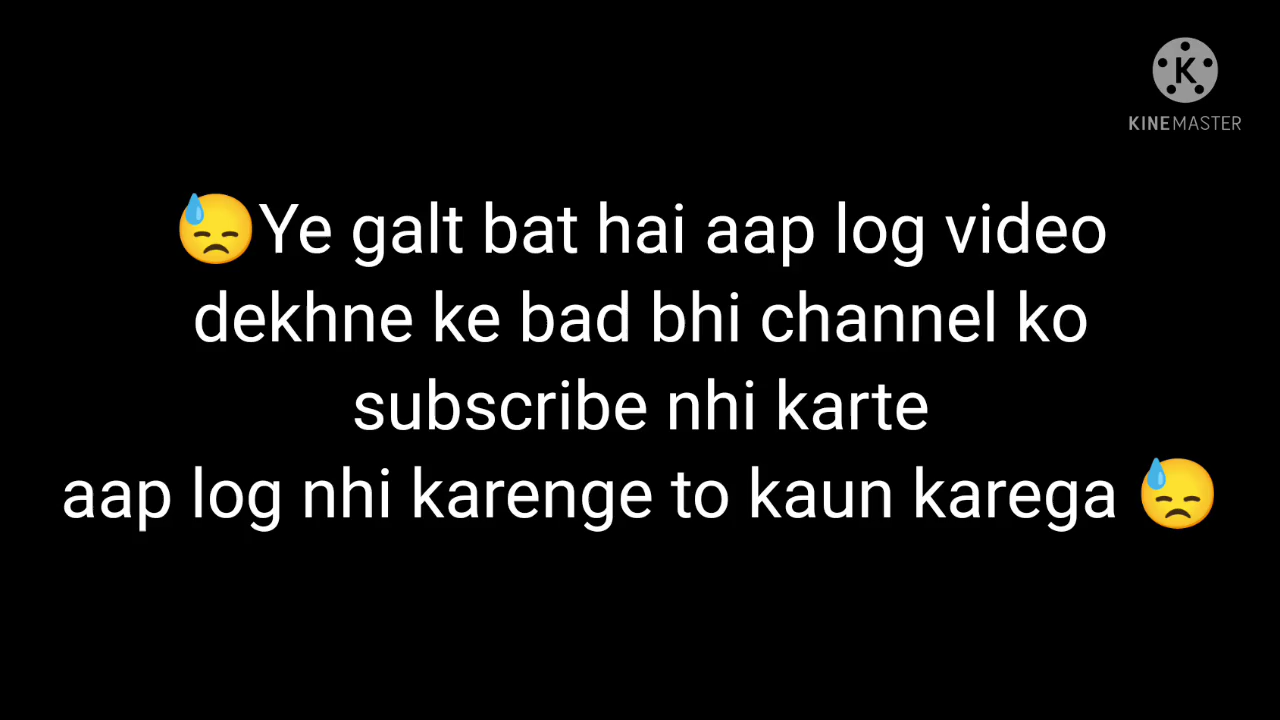 KINEMASTER
😓Ye galt bat hai aap log video
dekhne ke bad bhi channel ko
subscribe nhi karte
aap log nhi karenge to kaun karega 😓